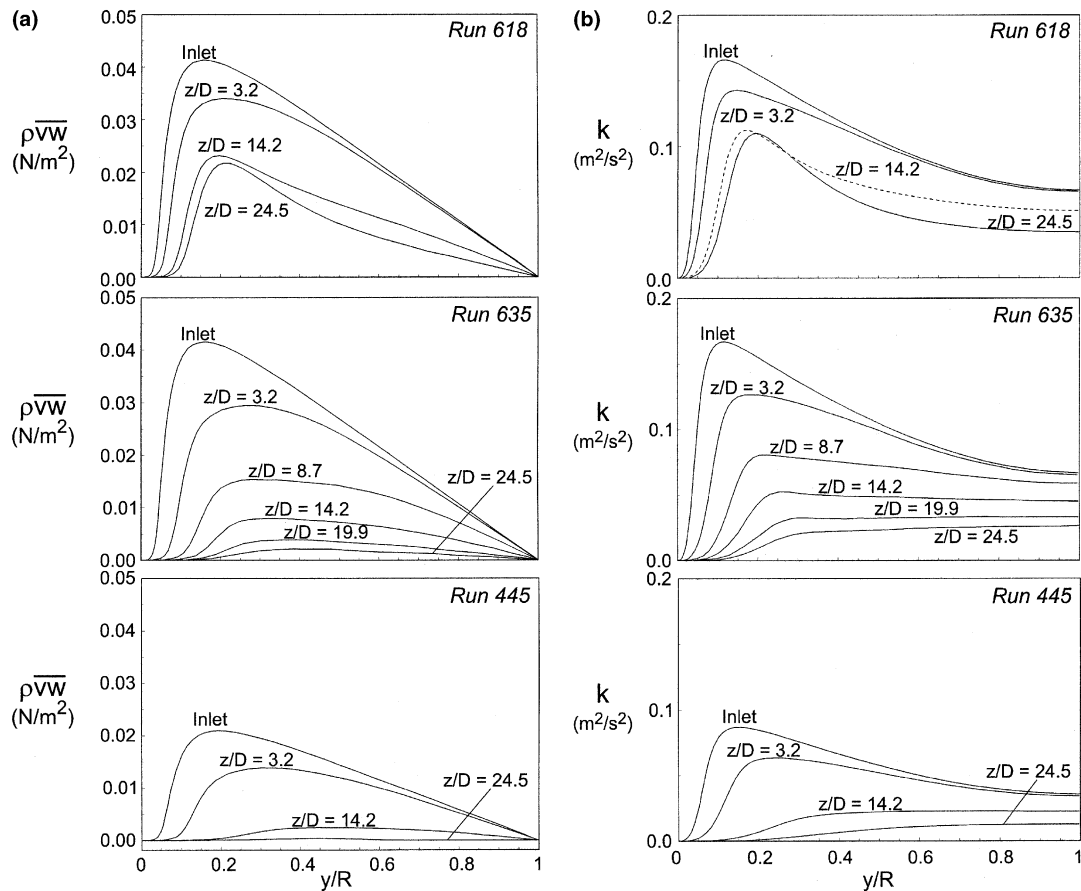 (a)
Run 618
0.05
0.04
0.03
0.02
0.01
0.00
ρv̅w̅
(N/m²)
Inlet
z/D = 3.2
z/D = 14.2
z/D = 24.5
Run 635
0.05
0.04
0.03
0.02
0.01
0.00
ρv̅w̅
(N/m²)
Inlet
z/D = 3.2
z/D = 8.7
z/D = 24.5
z/D = 14.2
z/D = 19.9
Run 445
0.05
0.04
0.03
0.02
0.01
0.00
ρv̅w̅
(N/m²)
Inlet
z/D = 3.2
z/D = 24.5
z/D = 14.2
0 0.2 0.4 0.6 0.8 1
y/R
(b)
Run 618
0.2
0.1
0.0
k
(m²/s²)
Inlet
z/D = 3.2
z/D = 14.2
z/D = 24.5
Run 635
0.2
0.1
0.0
k
(m²/s²)
Inlet
z/D = 3.2
z/D = 8.7
z/D = 14.2
z/D = 19.9
z/D = 24.5
Run 445
0.2
0.1
0.0
k
(m²/s²)
Inlet
z/D = 3.2
z/D = 24.5
z/D = 14.2
0 0.2 0.4 0.6 0.8 1
y/R